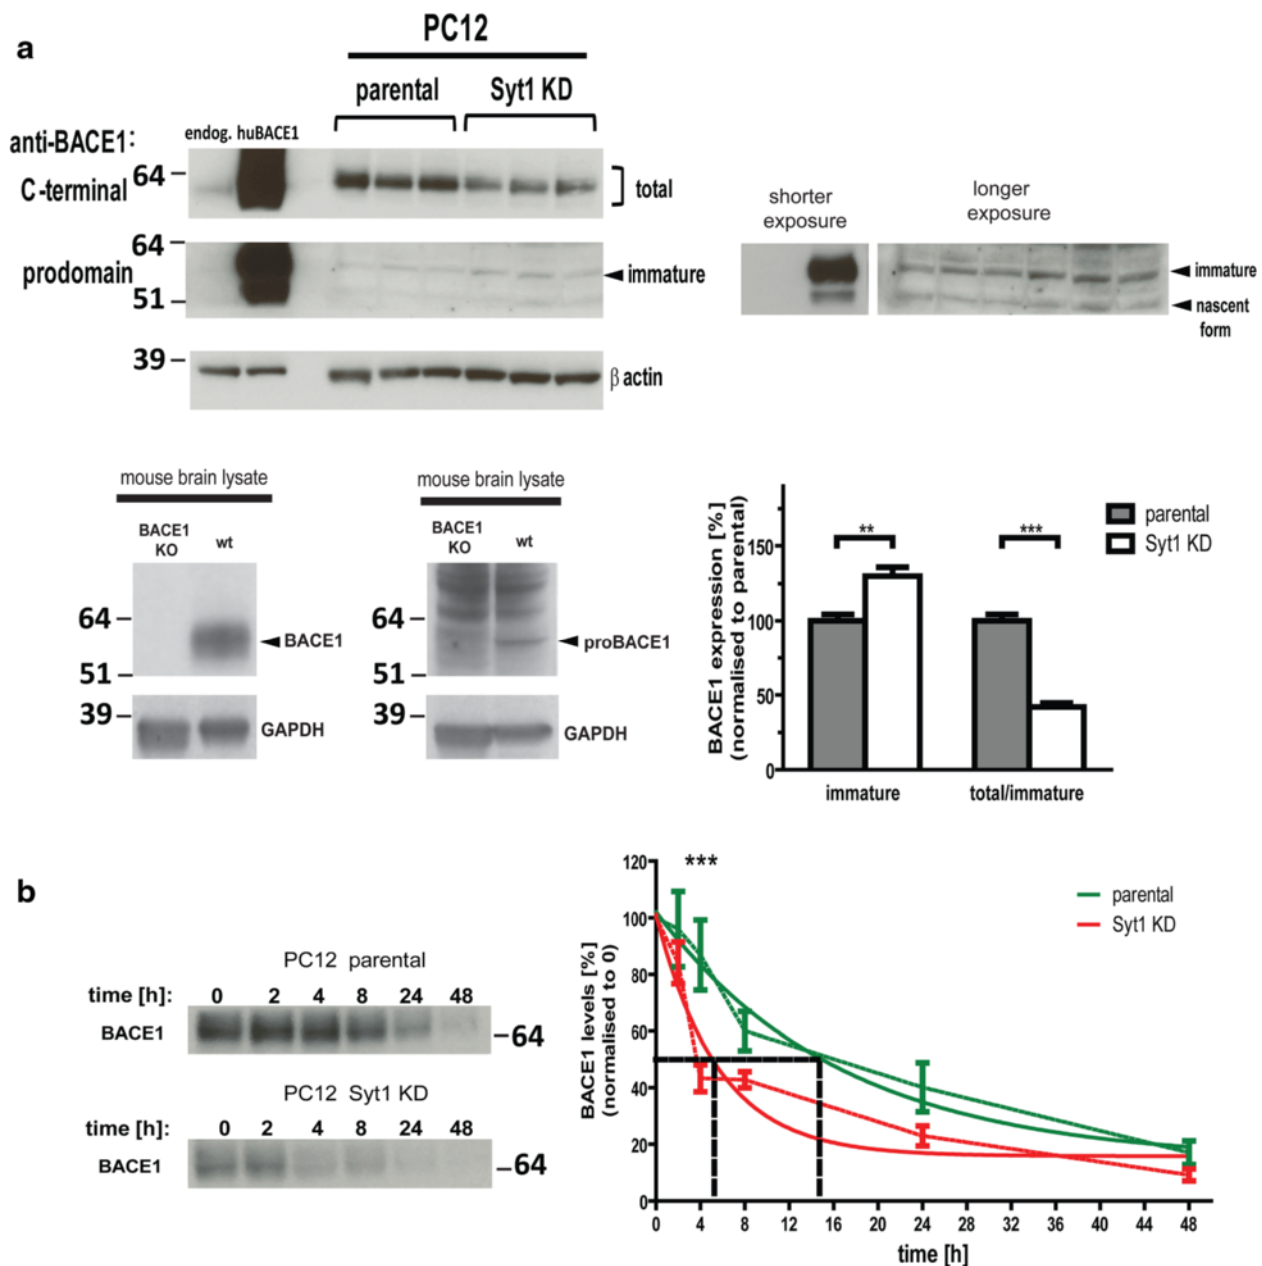 a
PC12
parental Syt1 KD
anti-BACE1:
endog. huBACE1
C-terminal 64 total
64
prodomain immature
51
39
β actin
shorter exposure
longer exposure
immature
nascent form
mouse brain lysate
BACE1 KO wt
64
BACE1
51
39
GAPDH
mouse brain lysate
BACE1 KO wt
64
proBACE1
51
39
GAPDH
BACE1 expression [%]
(normalised to parental)
150
100
50
0
** ***
parental
Syt1 KD
immature total/immature
b
PC12 parental
time [h]: 0 2 4 8 24 48
BACE1 64
PC12 Syt1 KD
time [h]: 0 2 4 8 24 48
BACE1 64
BACE1 levels [%]
(normalised to 0)
120
100
80
60
40
20
0
***
parental
Syt1 KD
0 4 8 12 16 20 24 28 32 36 40 44 48
time [h]